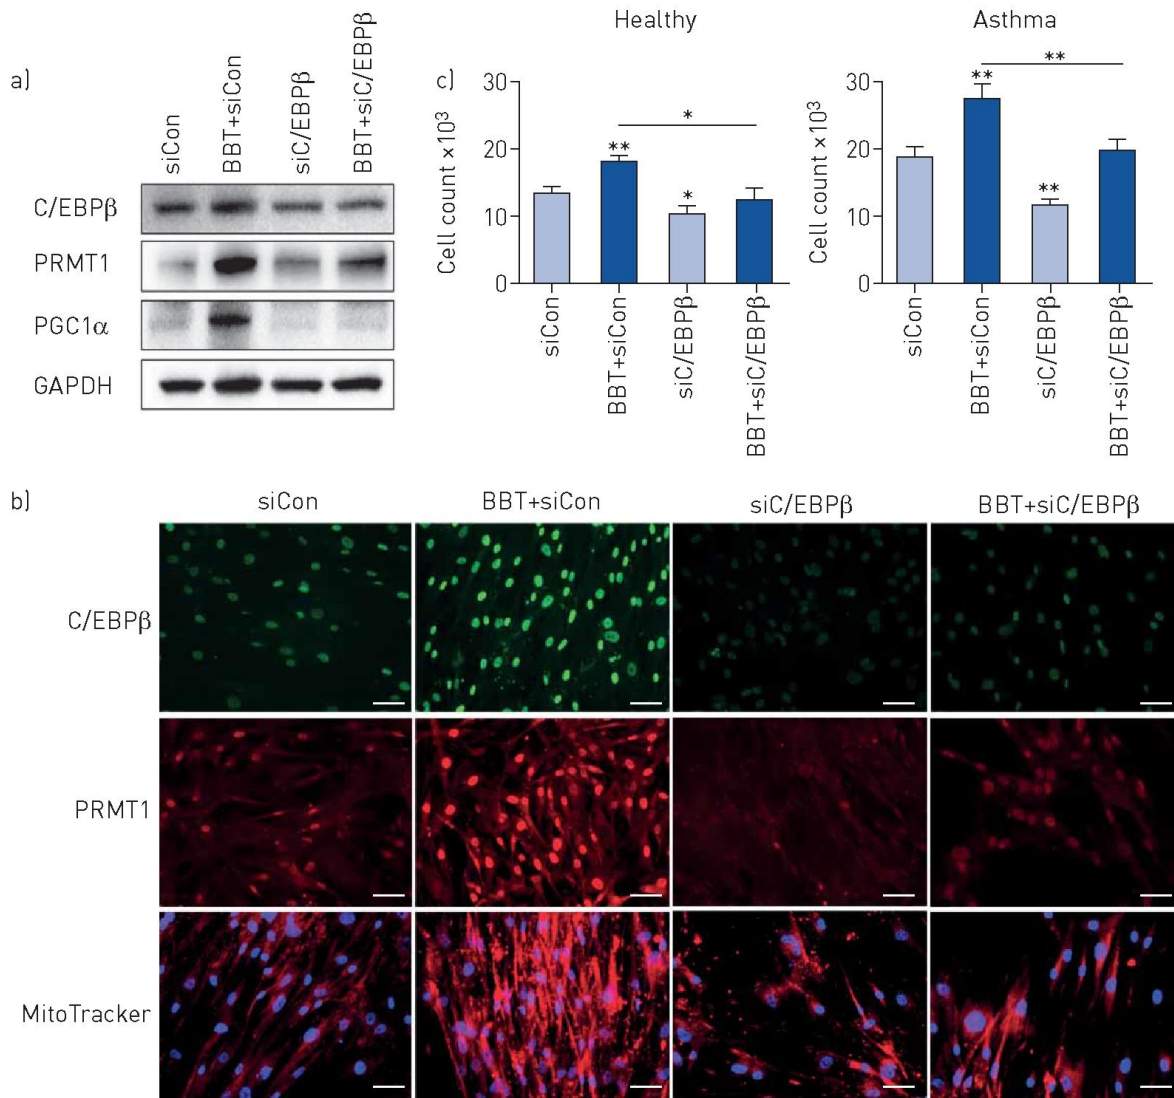 a)
siCon
BBT+siCon
siC/EBPβ
BBT+siC/EBPβ
C/EBPβ
PRMT1
PGC1α
GAPDH
c)
Healthy
Cell count ×10³
30
20
10
0
**
*
*
siCon
BBT+siCon
siC/EBPβ
BBT+siC/EBPβ
Asthma
Cell count ×10³
30
20
10
0
**
**
**
siCon
BBT+siCon
siC/EBPβ
BBT+siC/EBPβ
b)
siCon
BBT+siCon
siC/EBPβ
BBT+siC/EBPβ
C/EBPβ
PRMT1
MitoTracker